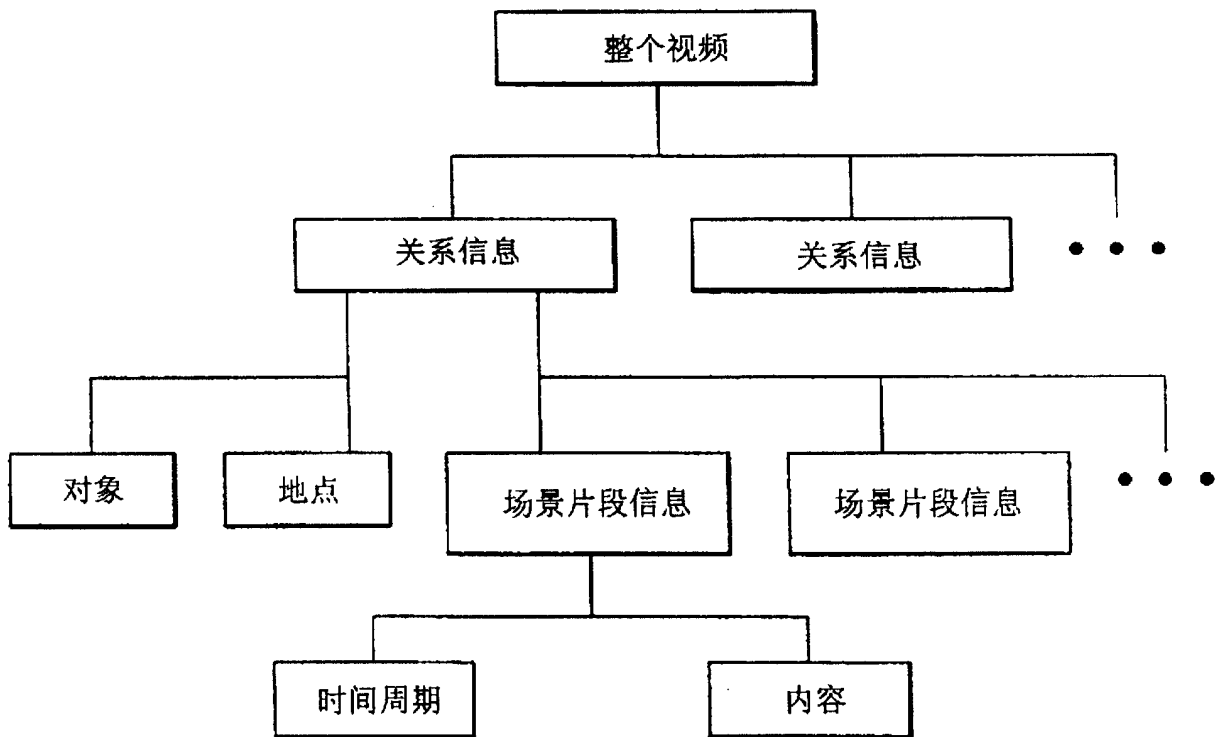 整个视频
关系信息
关系信息
对象
地点
场景片段信息
场景片段信息
时间周期
内容